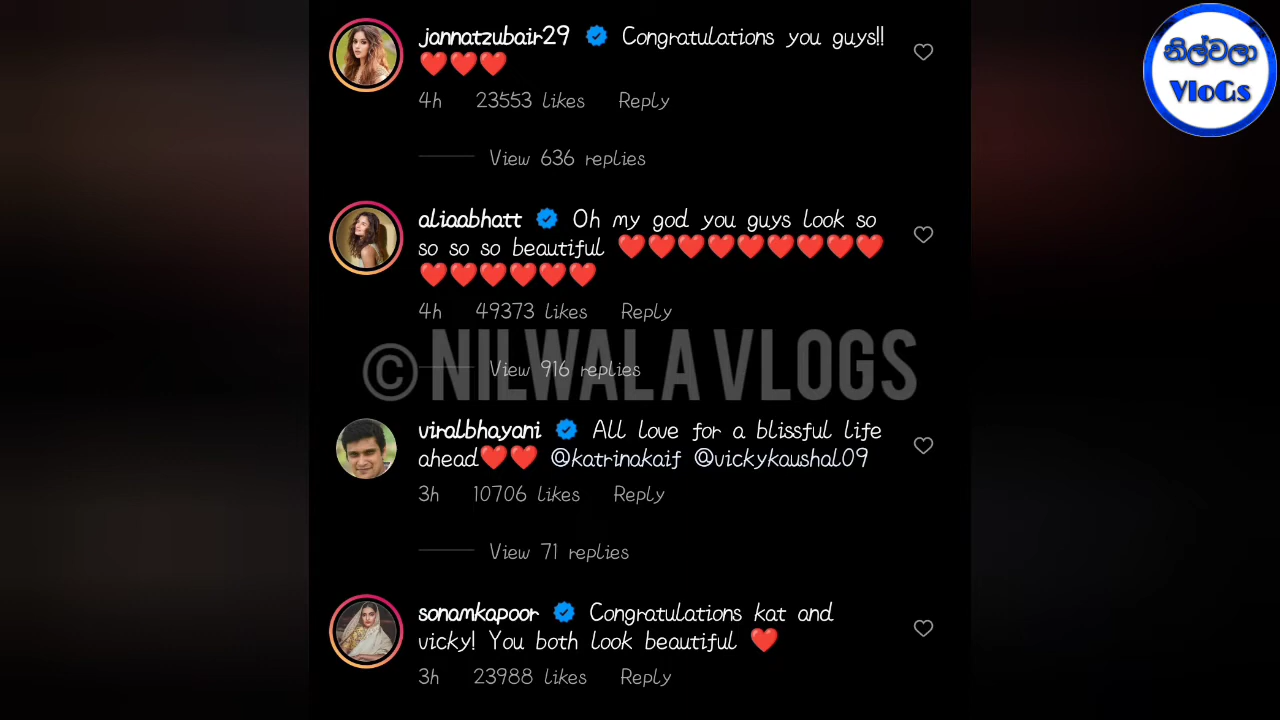 jannatzubair29 Congratulations you guys!!
❤️❤️❤️
4h 23553 likes Reply
View 636 replies
aliaabhatt Oh my god you guys look so
so so so beautiful ❤️❤️❤️❤️❤️❤️❤️❤️❤️
❤️❤️❤️❤️❤️❤️
4h 49373 likes Reply
View 916 replies
viralbhayani All love for a blissful life
ahead❤️❤️ @katrinakaif @vickykaushal09
3h 10706 likes Reply
View 71 replies
sonamkapoor Congratulations kat and
vicky! You both look beautiful ❤️
3h 23988 likes Reply
© NILWALA VLOGS
නිල්වලා
VloGs